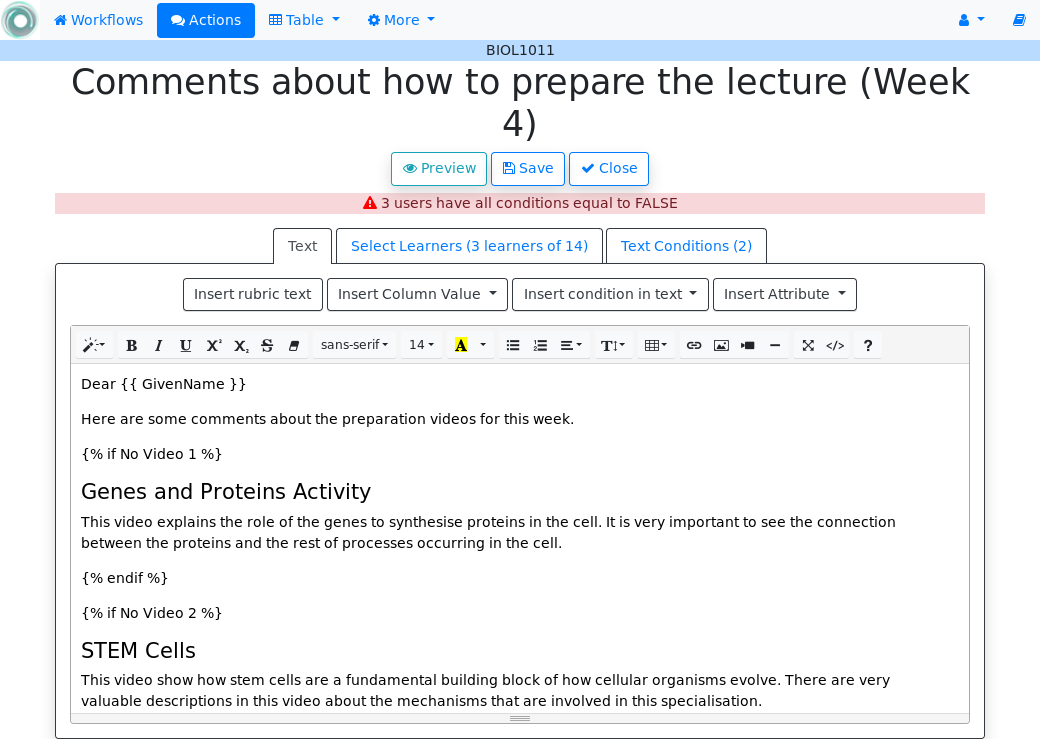 Workflows Actions Table More
BIOL1011
Comments about how to prepare the lecture (Week
4)
Preview Save Close
3 users have all conditions equal to FALSE
Text Select Learners (3 learners of 14) Text Conditions (2)
Insert rubric text Insert Column Value Insert condition in text Insert Attribute
B I U X² X₂ S sans-serif 14 A T </> ?
Dear {{ GivenName }}
Here are some comments about the preparation videos for this week.
{% if No Video 1 %}
Genes and Proteins Activity
This video explains the role of the genes to synthesise proteins in the cell. It is very important to see the connection
between the proteins and the rest of processes occurring in the cell.
{% endif %}
{% if No Video 2 %}
STEM Cells
This video show how stem cells are a fundamental building block of how cellular organisms evolve. There are very
valuable descriptions in this video about the mechanisms that are involved in this specialisation.